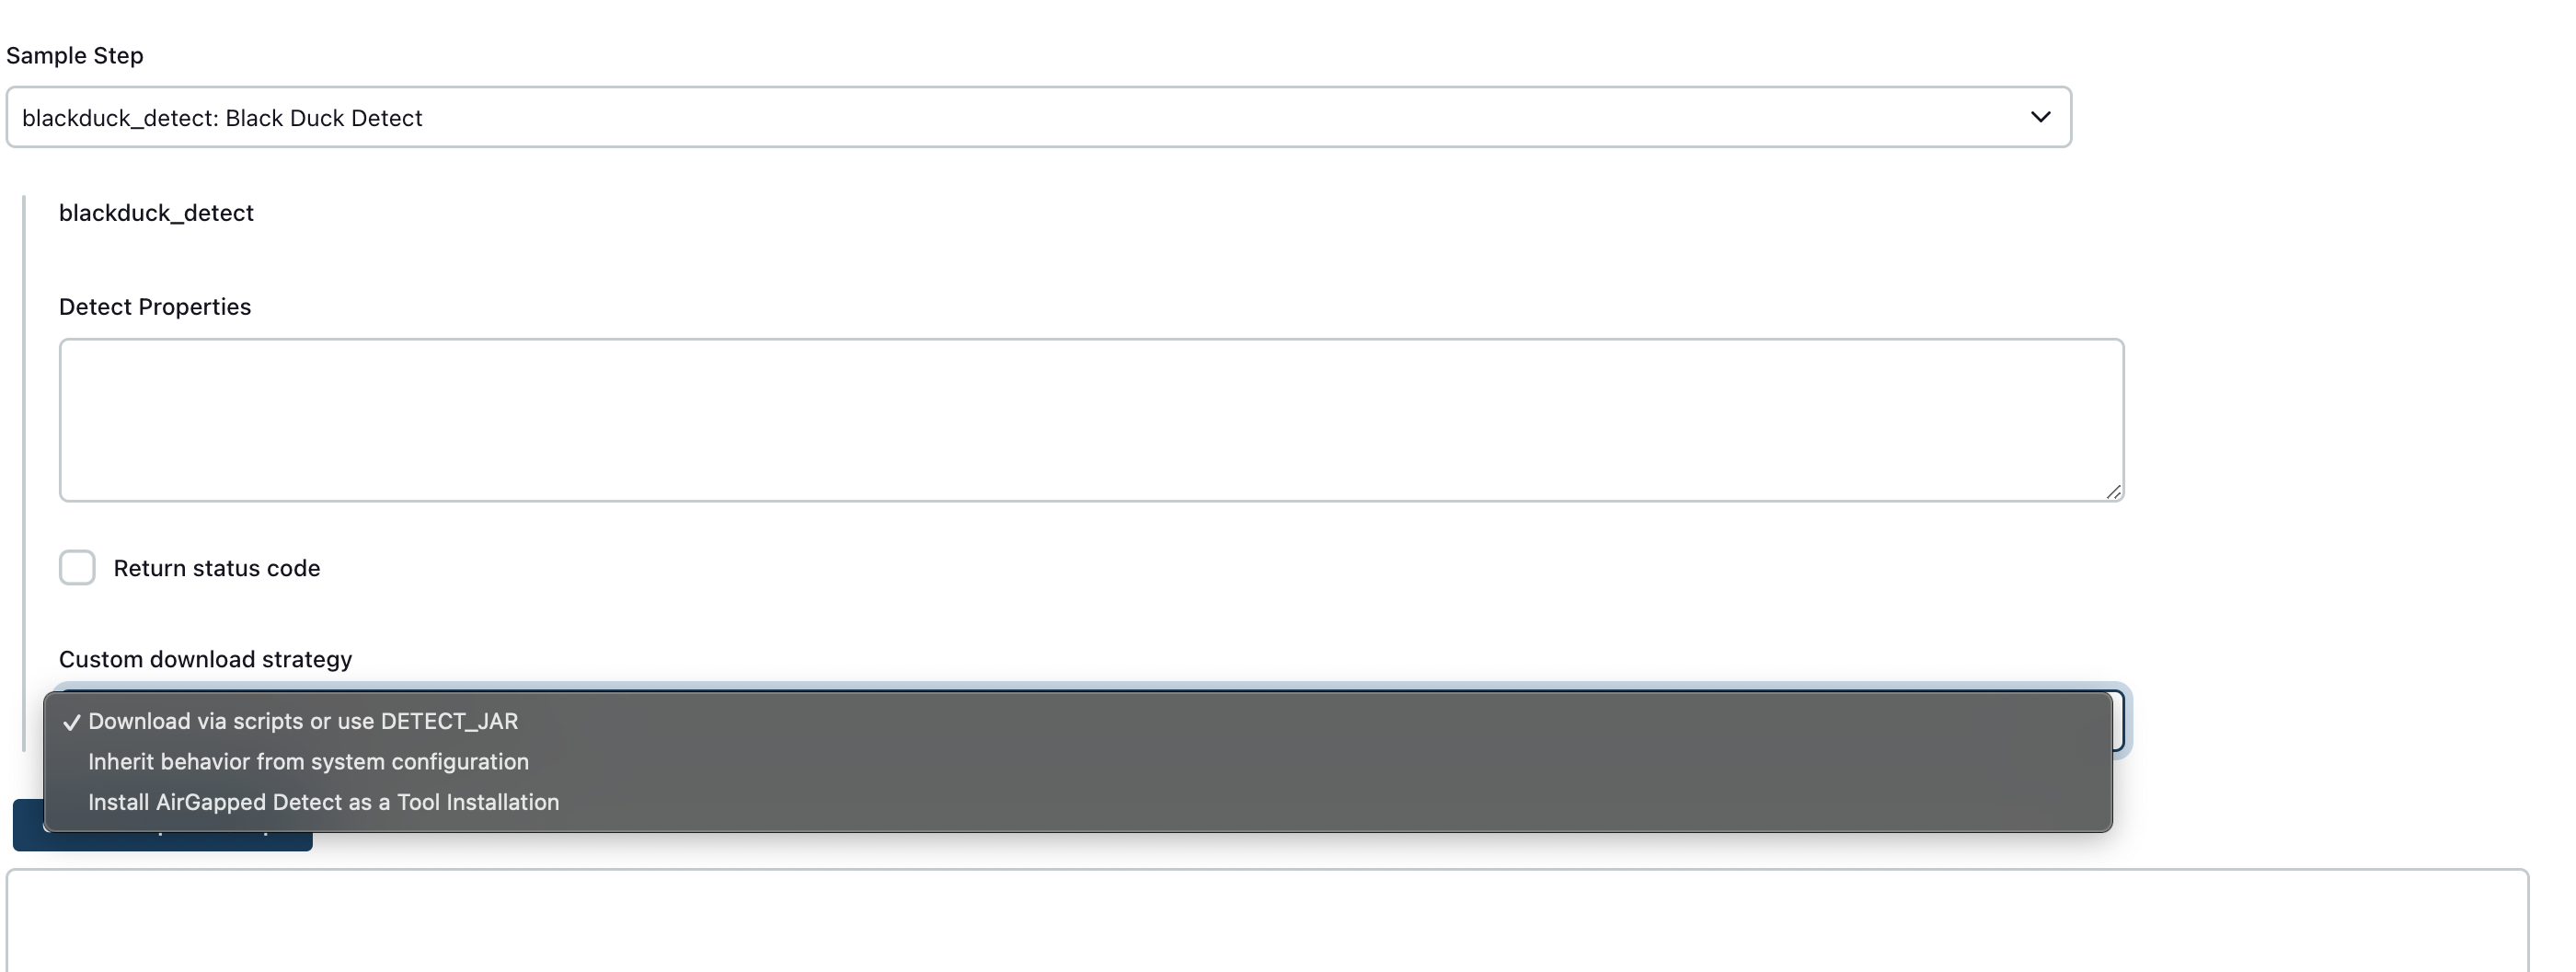 Sample Step
blackduck_detect: Black Duck Detect
blackduck_detect
Detect Properties
Return status code
Custom download strategy
✓ Download via scripts or use DETECT_JAR
Inherit behavior from system configuration
Install AirGapped Detect as a Tool Installation